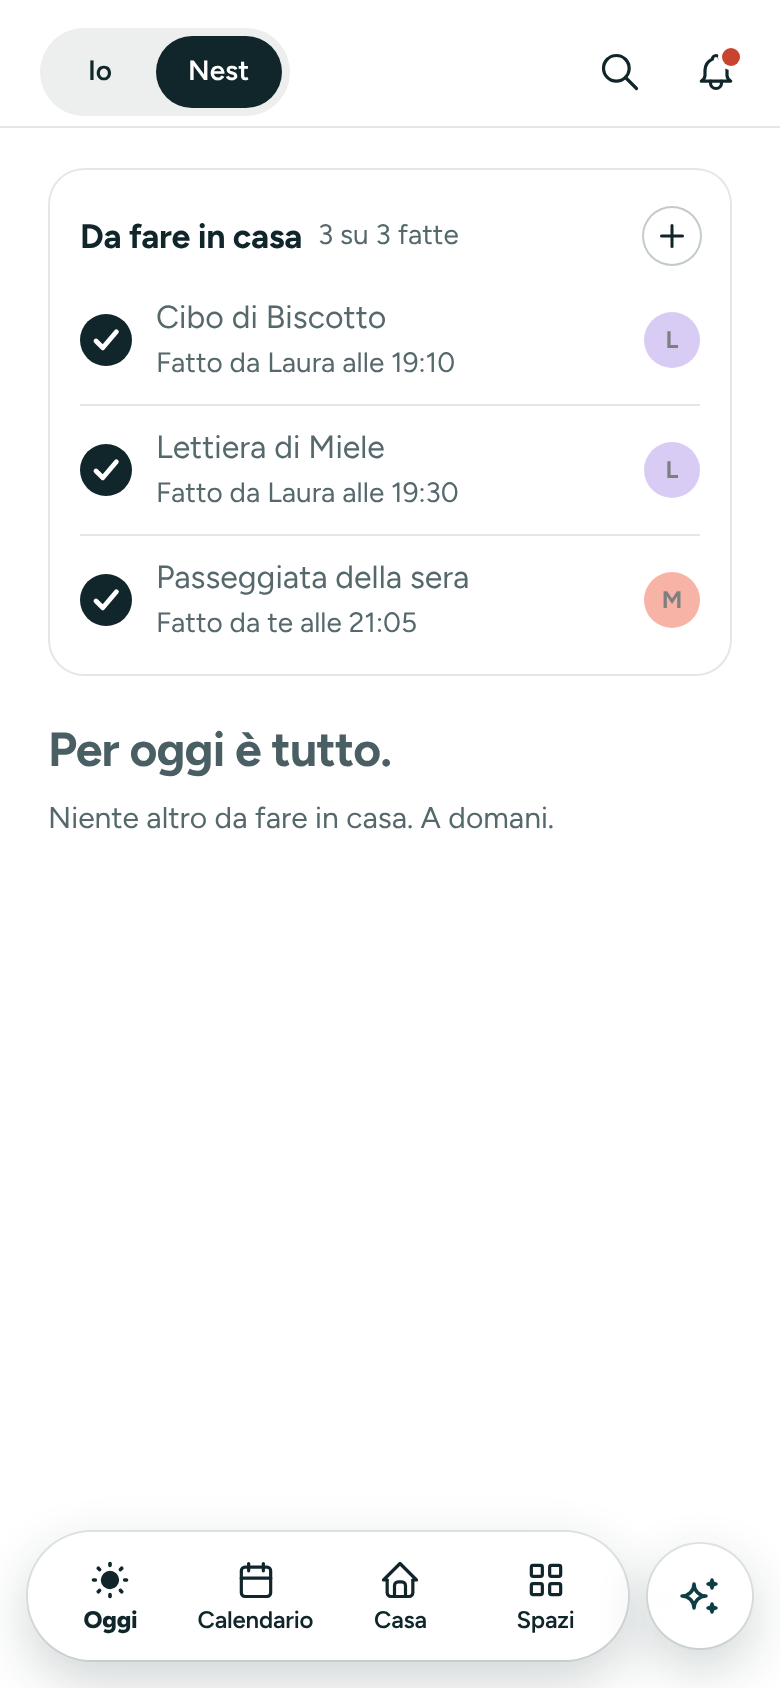 Io
Nest
Da fare in casa 3 su 3 fatte
Cibo di Biscotto
Fatto da Laura alle 19:10
L
Lettiera di Miele
Fatto da Laura alle 19:30
L
Passeggiata della sera
Fatto da te alle 21:05
M
Per oggi è tutto.
Niente altro da fare in casa. A domani.
Oggi
Calendario
Casa
Spazi